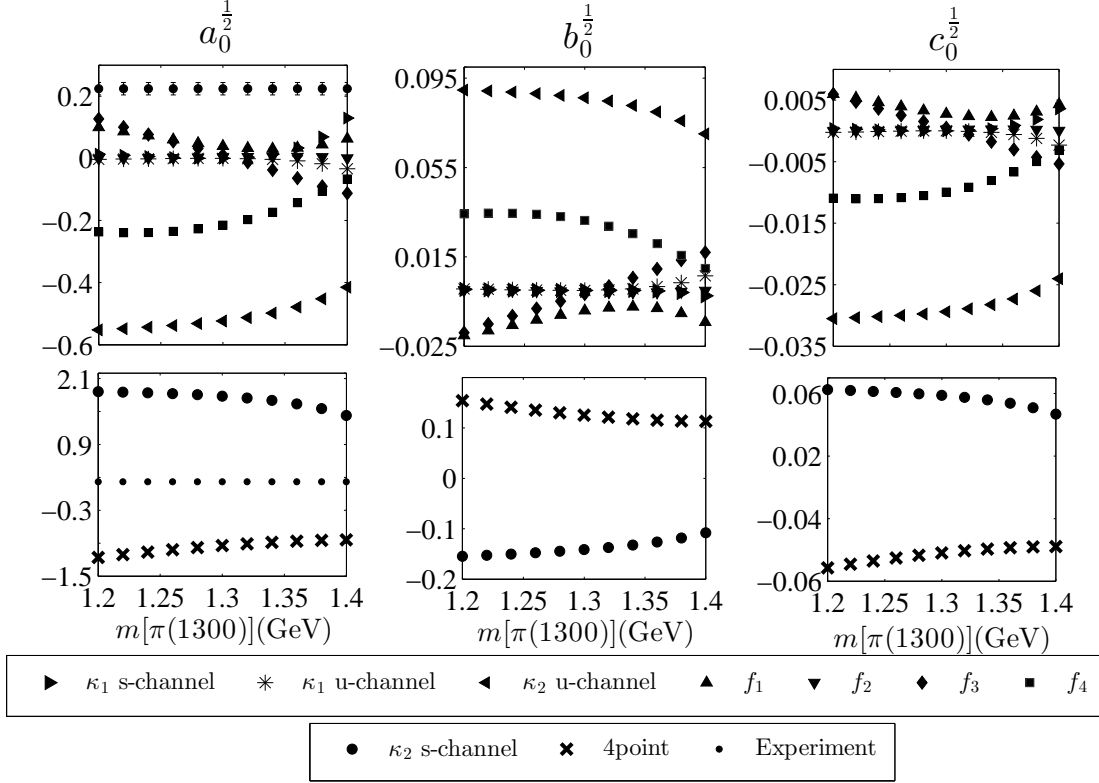 a_0^{\frac{1}{2}} b_0^{\frac{1}{2}} c_0^{\frac{1}{2}}
0.2 0.095 0.005
0 0.055 −0.005
−0.2 0.015 −0.015
−0.4 −0.025 −0.025
−0.6 −0.035
2.1 0.1 0.06
0.9 0 0.02
−0.3 −0.1 −0.04
−1.5 −0.2 −0.06
1.2 1.25 1.3 1.35 1.4 1.2 1.25 1.3 1.35 1.4 1.2 1.25 1.3 1.35 1.4
m[π(1300)](GeV) m[π(1300)](GeV) m[π(1300)](GeV)
κ₁ s-channel κ₁ u-channel κ₂ u-channel f₁ f₂ f₃ f₄
κ₂ s-channel 4point Experiment